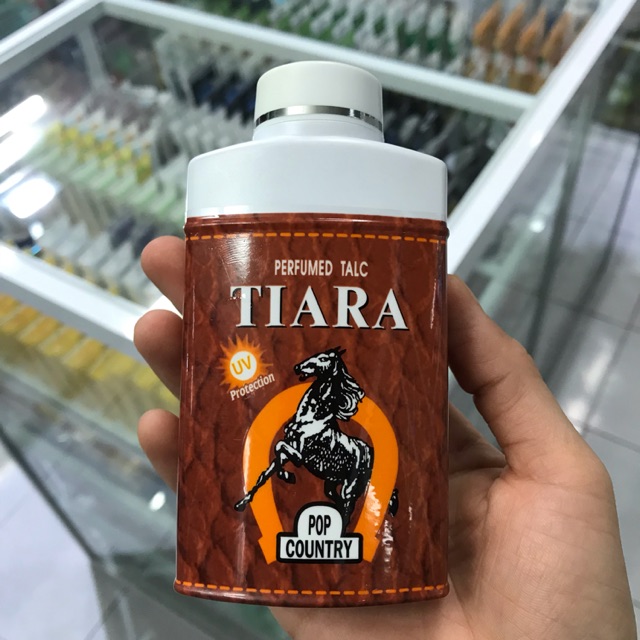 PERFUMED TALC
TIARA
UV
Protection
POP
COUNTRY